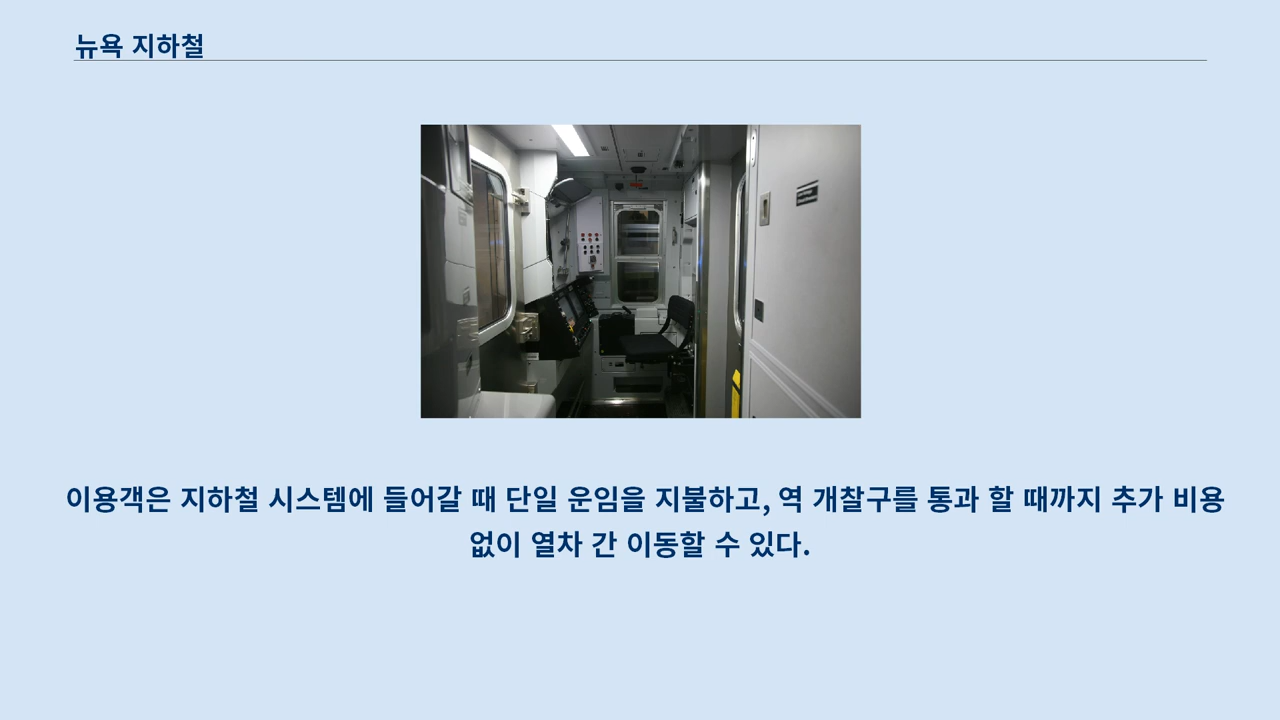 뉴욕 지하철
이용객은 지하철 시스템에 들어갈 때 단일 운임을 지불하고, 역 개찰구를 통과 할 때까지 추가 비용
없이 열차 간 이동할 수 있다.